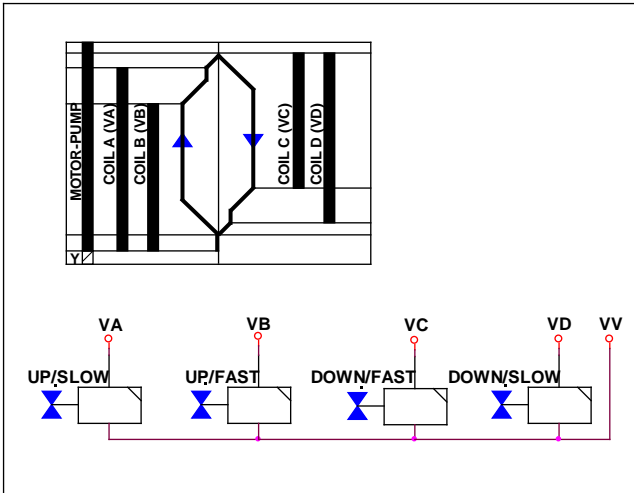 MOTOR-PUMP
COIL A (VA)
COIL B (VB)
COIL C (VC)
COIL D (VD)
Y
VA
VB
VC
VD
VV
UP/SLOW
UP/FAST
DOWN/FAST
DOWN/SLOW